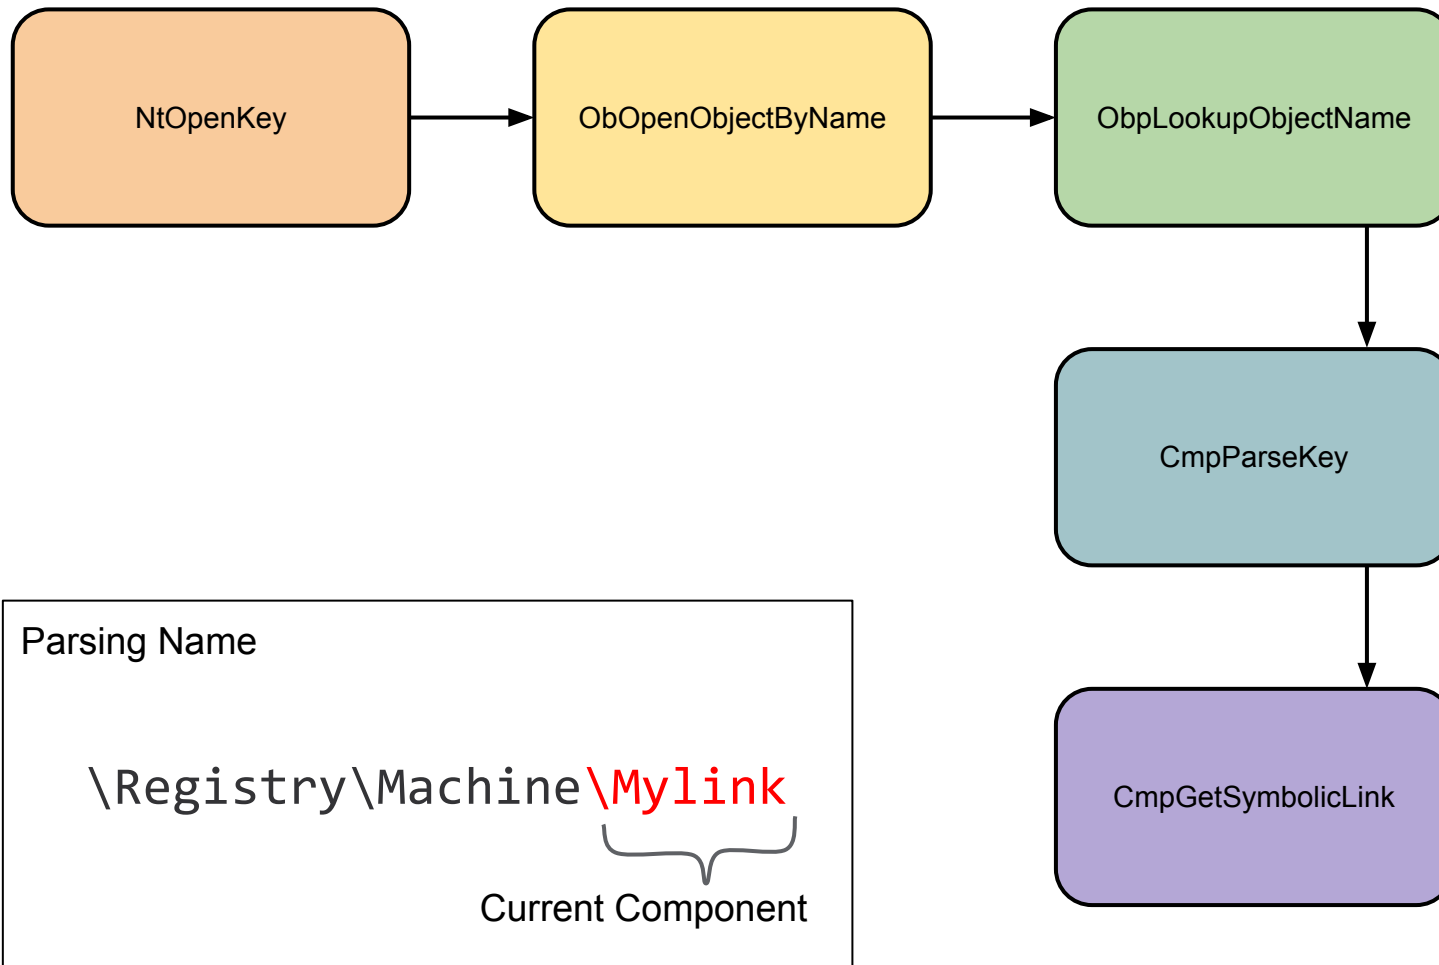 NtOpenKey
ObOpenObjectByName
ObpLookupObjectName
CmpParseKey
CmpGetSymbolicLink
Parsing Name
\Registry\Machine\Mylink
Current Component